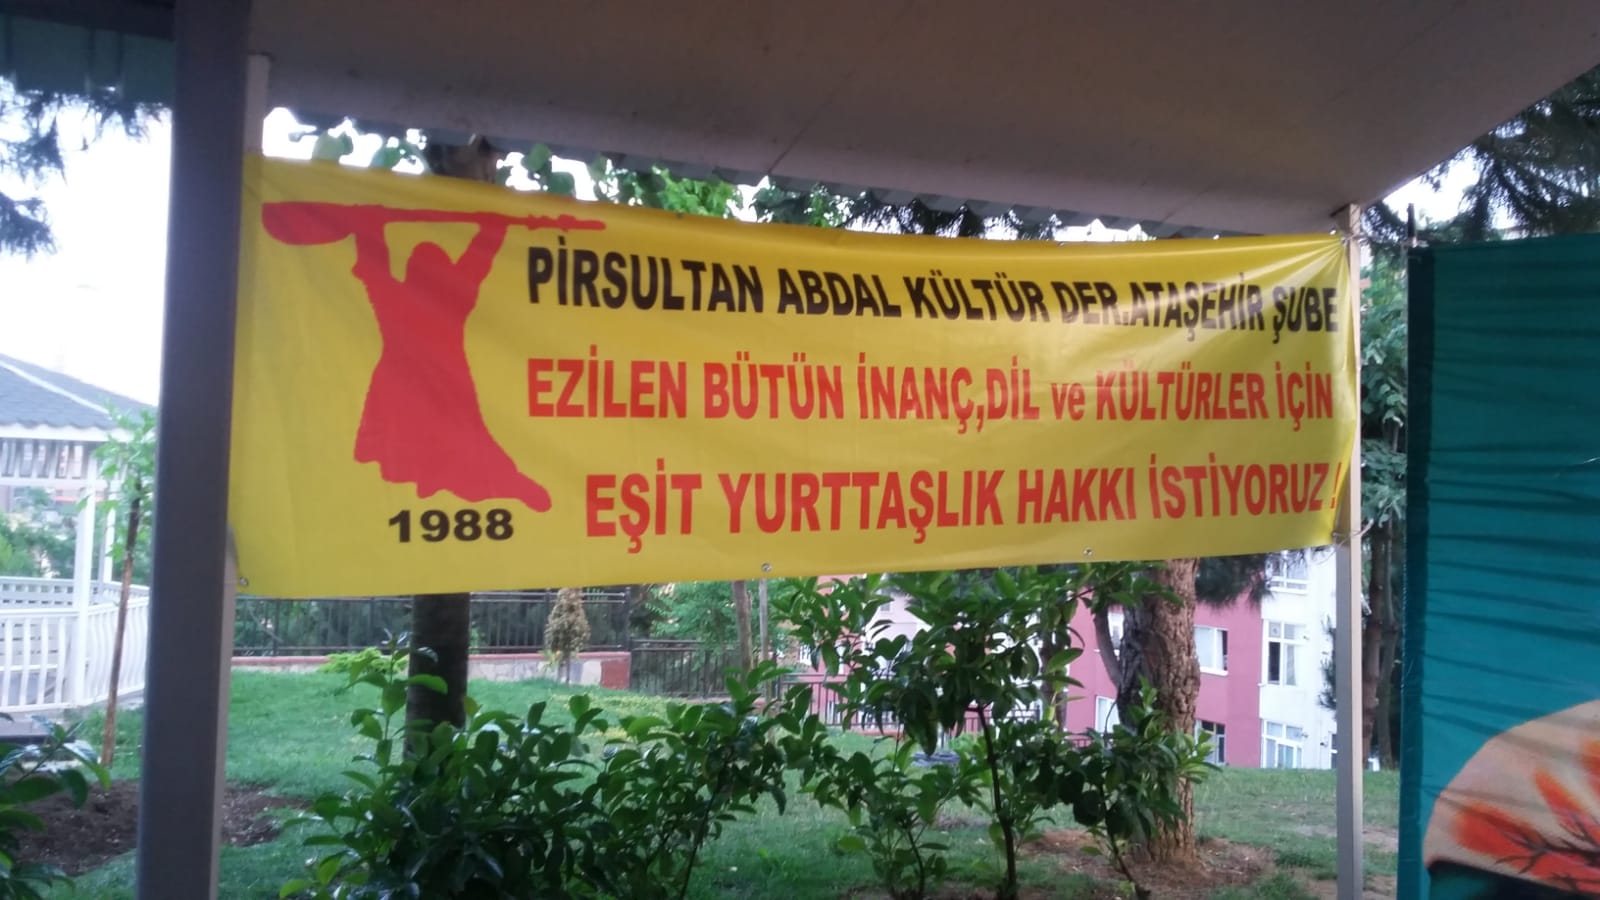 PİRSULTAN ABDAL KÜLTÜR DER.ATAŞEHİR ŞUBE
EZİLEN BÜTÜN İNANÇ,DİL ve KÜLTÜRLER İÇİN
EŞİT YURTTAŞLIK HAKKI İSTİYORUZ!
1988